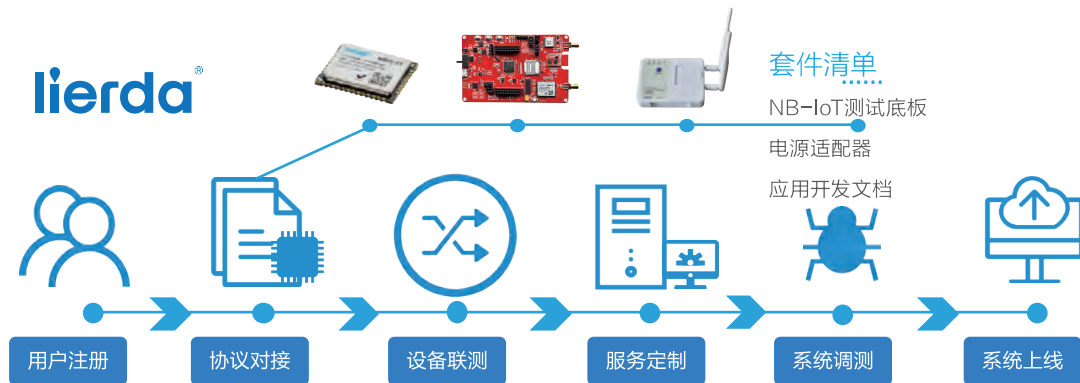 lierda®
套件清单
NB-IoT测试底板
电源适配器
应用开发文档
用户注册
协议对接
设备联测
服务定制
系统调测
系统上线